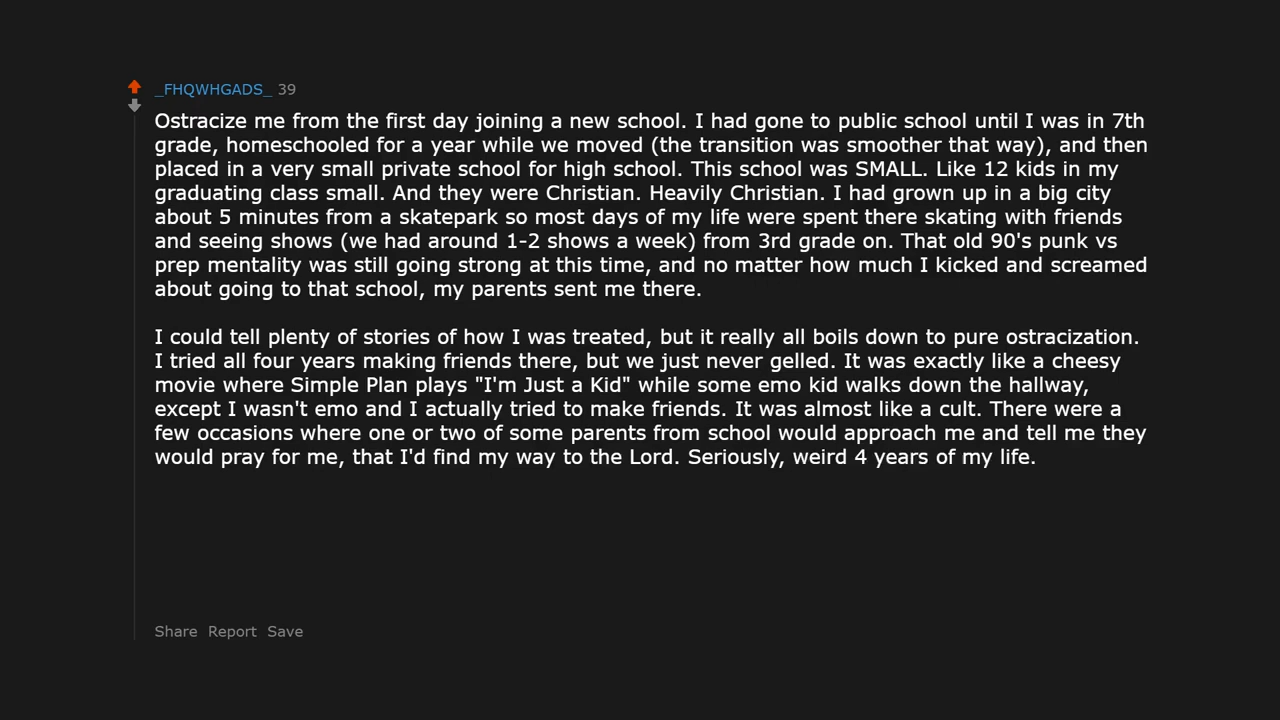 _FHQWHGADS_ 39
Ostracize me from the first day joining a new school. I had gone to public school until I was in 7th
grade, homeschooled for a year while we moved (the transition was smoother that way), and then
placed in a very small private school for high school. This school was SMALL. Like 12 kids in my
graduating class small. And they were Christian. Heavily Christian. I had grown up in a big city
about 5 minutes from a skatepark so most days of my life were spent there skating with friends
and seeing shows (we had around 1-2 shows a week) from 3rd grade on. That old 90's punk vs
prep mentality was still going strong at this time, and no matter how much I kicked and screamed
about going to that school, my parents sent me there.
I could tell plenty of stories of how I was treated, but it really all boils down to pure ostracization.
I tried all four years making friends there, but we just never gelled. It was exactly like a cheesy
movie where Simple Plan plays "I'm Just a Kid" while some emo kid walks down the hallway,
except I wasn't emo and I actually tried to make friends. It was almost like a cult. There were a
few occasions where one or two of some parents from school would approach me and tell me they
would pray for me, that I'd find my way to the Lord. Seriously, weird 4 years of my life.
Share Report Save